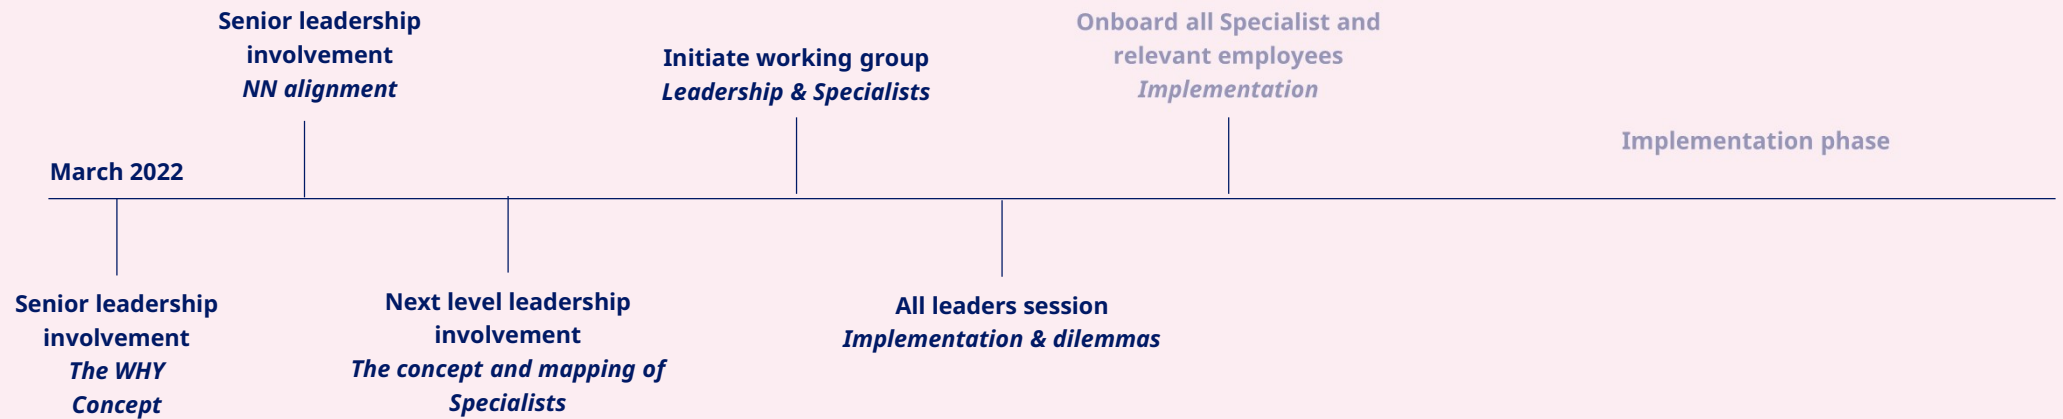 Senior leadership
involvement
NN alignment
Initiate working group
Leadership & Specialists
Onboard all Specialist and
relevant employees
Implementation
Implementation phase
March 2022
Senior leadership
involvement
The WHY
Concept
Next level leadership
involvement
The concept and mapping of
Specialists
All leaders session
Implementation & dilemmas